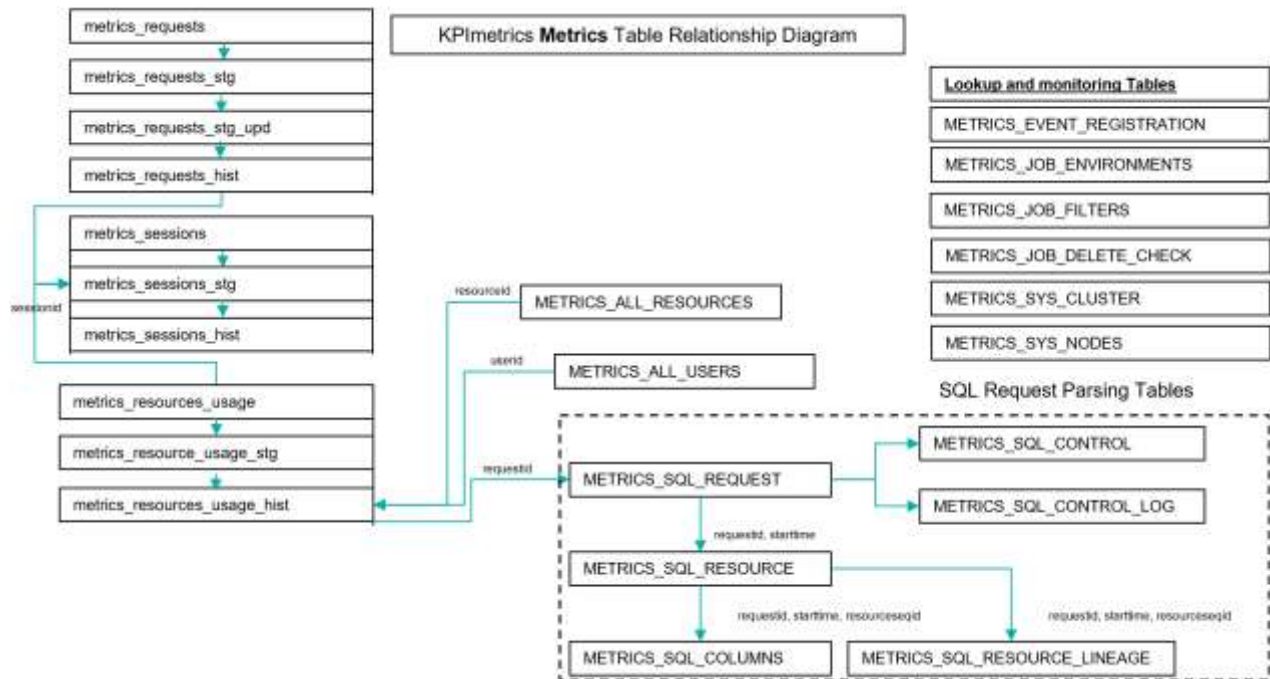 KPImetrics Metrics Table Relationship Diagram
metrics_requests
metrics_requests_stg
metrics_requests_stg_upd
metrics_requests_hist
metrics_sessions
metrics_sessions_stg
metrics_sessions_hist
sessionid
metrics_resources_usage
metrics_resource_usage_stg
metrics_resources_usage_hist
resourceid
METRICS_ALL_RESOURCES
userid
METRICS_ALL_USERS
Lookup and monitoring Tables
METRICS_EVENT_REGISTRATION
METRICS_JOB_ENVIRONMENTS
METRICS_JOB_FILTERS
METRICS_JOB_DELETE_CHECK
METRICS_SYS_CLUSTER
METRICS_SYS_NODES
SQL Request Parsing Tables
requestid
METRICS_SQL_REQUEST
METRICS_SQL_CONTROL
METRICS_SQL_CONTROL_LOG
requestid, starttime
METRICS_SQL_RESOURCE
requestid, starttime, resourceseqid
requestid, starttime, resourceseqid
METRICS_SQL_COLUMNS
METRICS_SQL_RESOURCE_LINEAGE